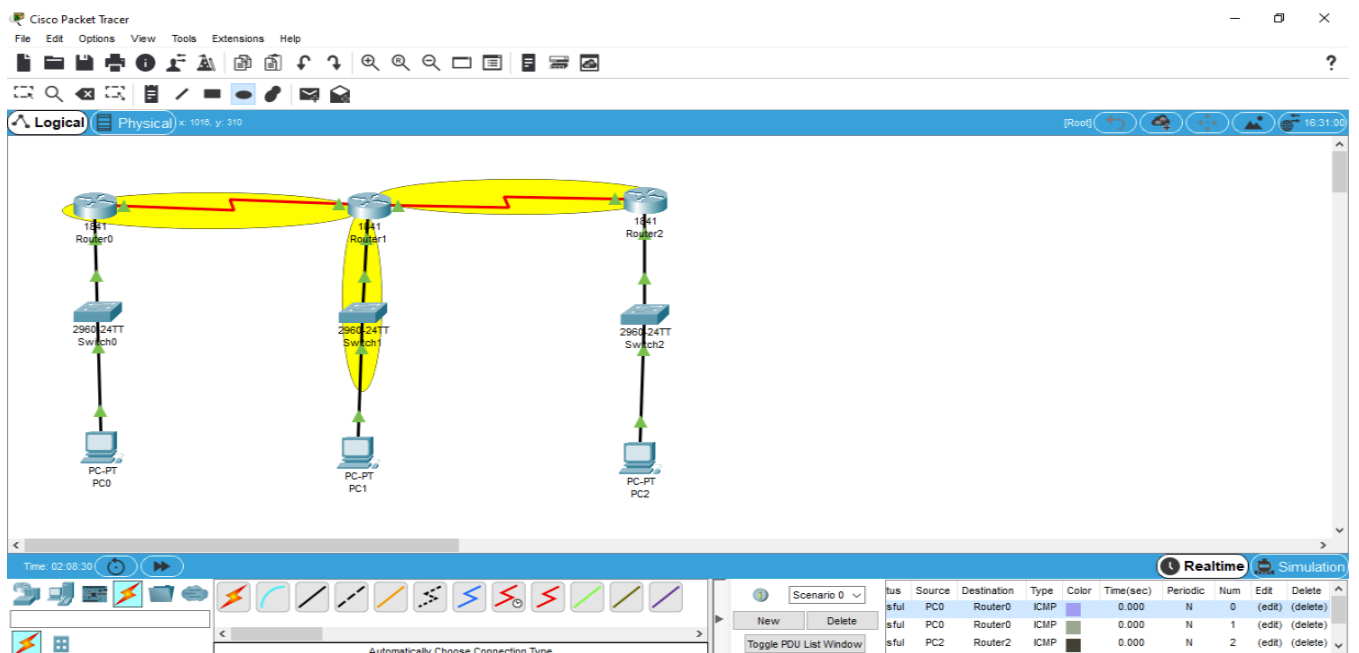 Cisco Packet Tracer
File Edit Options View Tools Extensions Help
?
Logical Physical x: 1016, y: 310 [Root] 16:31:00
1841
Router0
1841
Router1
1841
Router2
2960-24TT
Switch0
2960-24TT
Switch1
2960-24TT
Switch2
PC-PT
PC0
PC-PT
PC1
PC-PT
PC2
Time: 02:08:30 Realtime Simulation
Scenario 0
New Delete
Toggle PDU List Window
tus Source Destination Type Color Time(sec) Periodic Num Edit Delete
sful PC0 Router0 ICMP 0.000 N 0 (edit) (delete)
sful PC0 Router0 ICMP 0.000 N 1 (edit) (delete)
sful PC2 Router2 ICMP 0.000 N 2 (edit) (delete)
Automatically Choose Connection Type